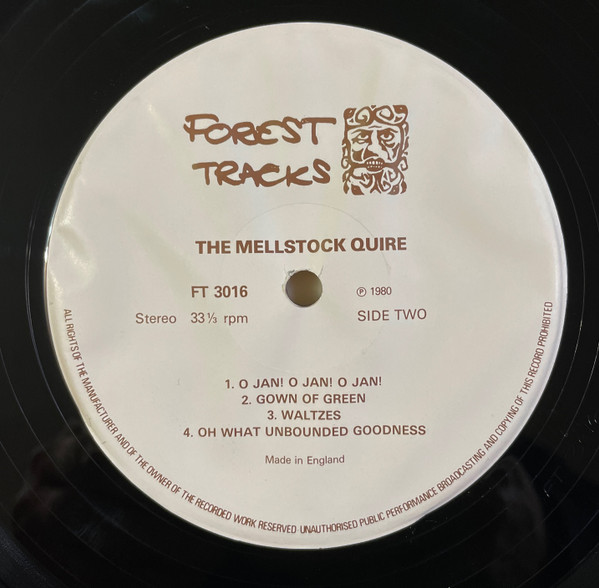 FOREST
TRACKS
THE MELLSTOCK QUIRE
FT 3016
℗ 1980
Stereo 33⅓ rpm
SIDE TWO
1. O JAN! O JAN! O JAN!
2. GOWN OF GREEN
3. WALTZES
4. OH WHAT UNBOUNDED GOODNESS
Made in England
ALL RIGHTS OF THE MANUFACTURER AND OF THE OWNER OF THE RECORDED WORK RESERVED·UNAUTHORISED PUBLIC PERFORMANCE BROADCASTING AND COPYING OF THIS RECORD PROHIBITED